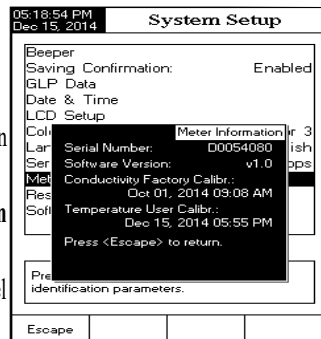 05:18:54 PM
Dec 15, 2014
System Setup
Beeper
Saving Confirmation: Enabled
GLP Data
Date & Time
LCD Setup
Meter Information
Serial Number: D0054080
Software Version: v1.0
Conductivity Factory Calibr.:
Oct 01, 2014 09:08 AM
Temperature User Calibr.:
Dec 15, 2014 05:55 PM
Press <Escape> to return.
identification parameters.
Escape